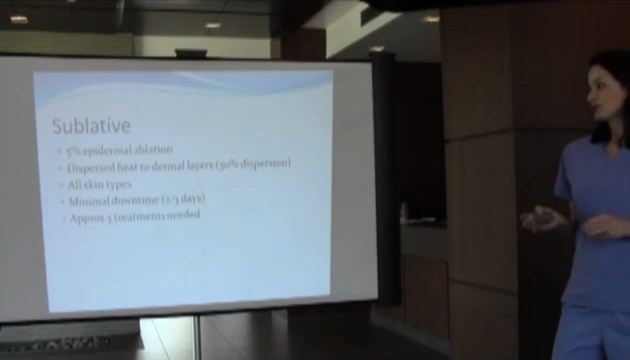 Sublative
5% epidermal ablation
Dispersed heat to dermal layers (30% dispersion)
All skin types
Minimal downtime (2-3 days)
Approx 3 treatments needed